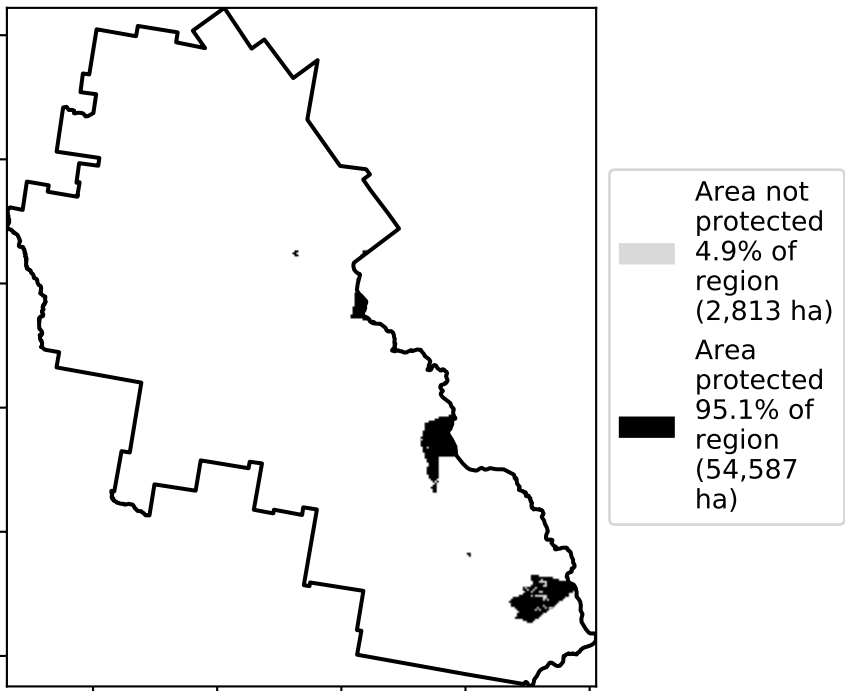 Area not
protected
4.9% of
region
(2,813 ha)
Area
protected
95.1% of
region
(54,587
ha)